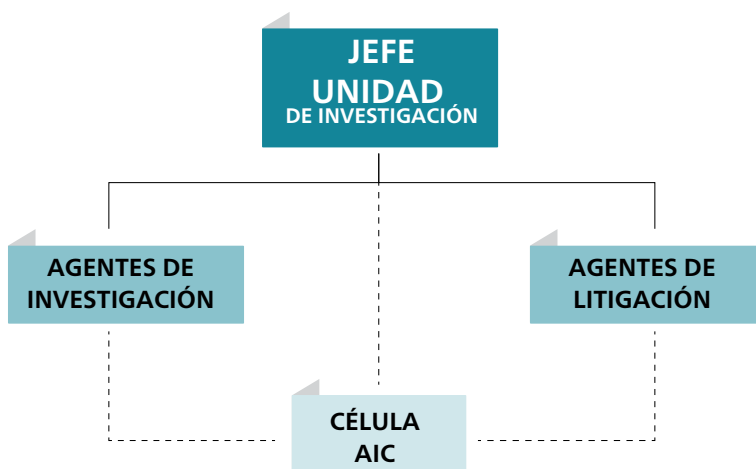 JEFE
UNIDAD
DE INVESTIGACIÓN
AGENTES DE
INVESTIGACIÓN
AGENTES DE
LITIGACIÓN
CÉLULA
AIC